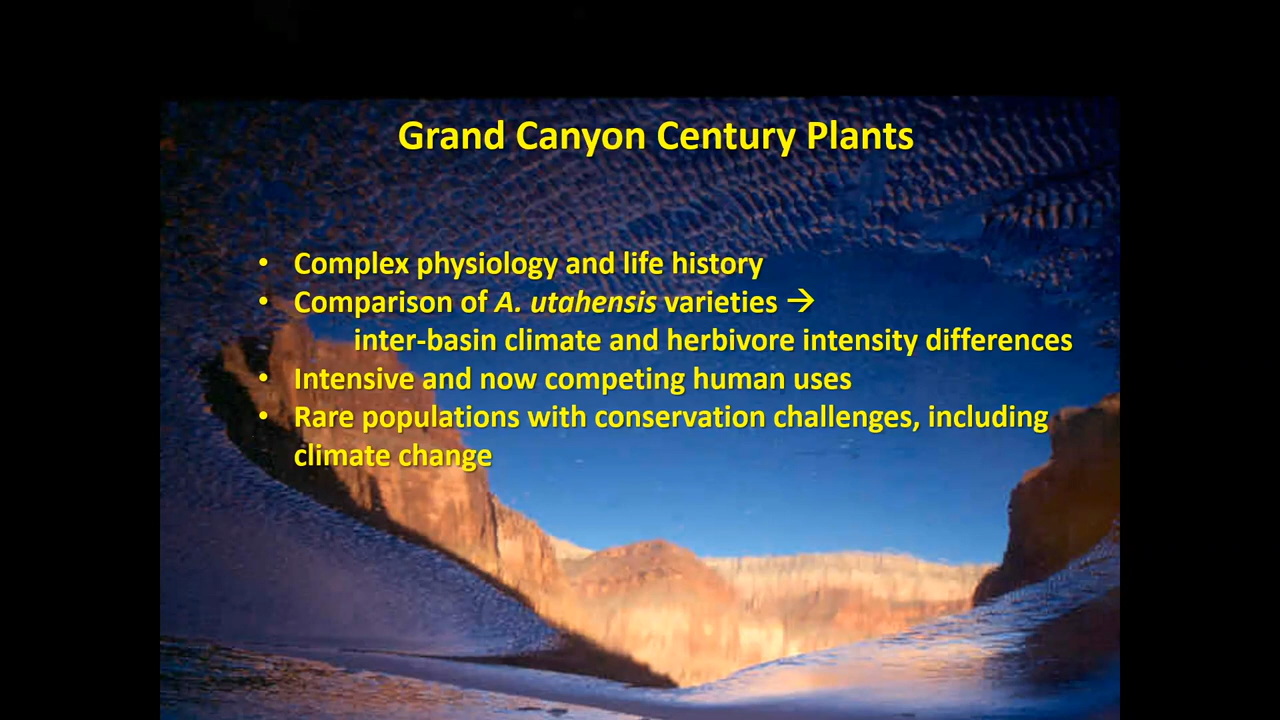 Grand Canyon Century Plants
• Complex physiology and life history
• Comparison of A. utahensis varieties →
inter-basin climate and herbivore intensity differences
• Intensive and now competing human uses
• Rare populations with conservation challenges, including
climate change